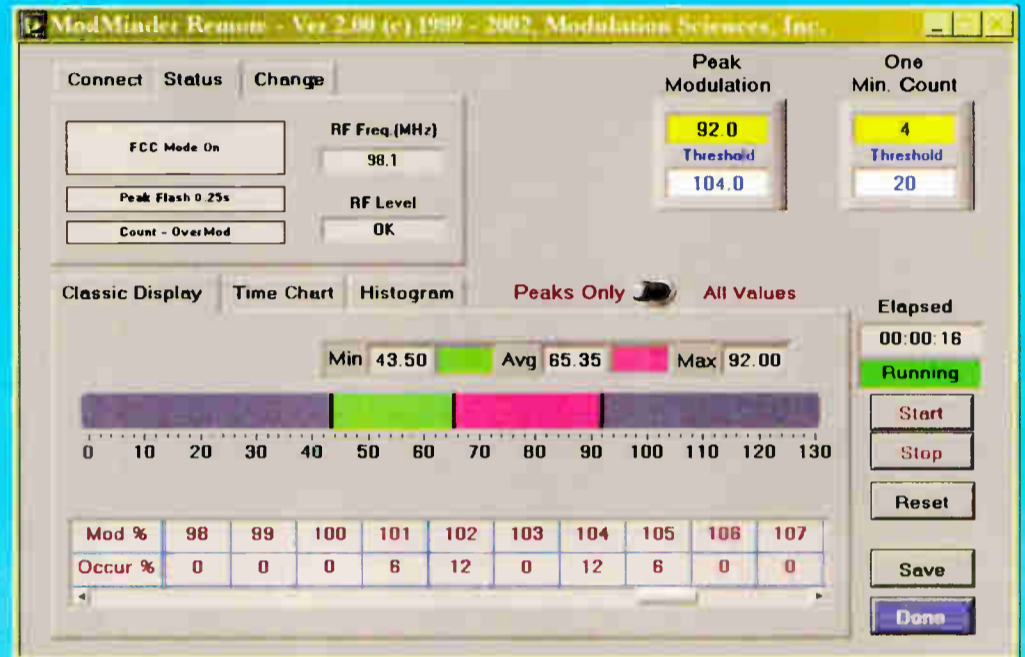 ModMinder Remote - Ver 2.00 (c) 1989 - 2002, Modulation Sciences, Inc.
Connect Status Change
Peak Modulation
One Min. Count
FCC Mode On
RF Freq.(MHz)
98.1
92.0
Threshold
104.0
4
Threshold
20
Peak Flash 0.25s
RF Level
Count - OverMod
OK
Classic Display Time Chart Histogram
Peaks Only All Values
Elapsed
00:00:16
Running
Min 43.50 Avg 65.35 Max 92.00
Start
0 10 20 30 40 50 60 70 80 90 100 110 120 130
Stop
Reset
Mod % 98 99 100 101 102 103 104 105 106 107
Occur % 0 0 0 6 12 0 12 6 0 0
Save
Done